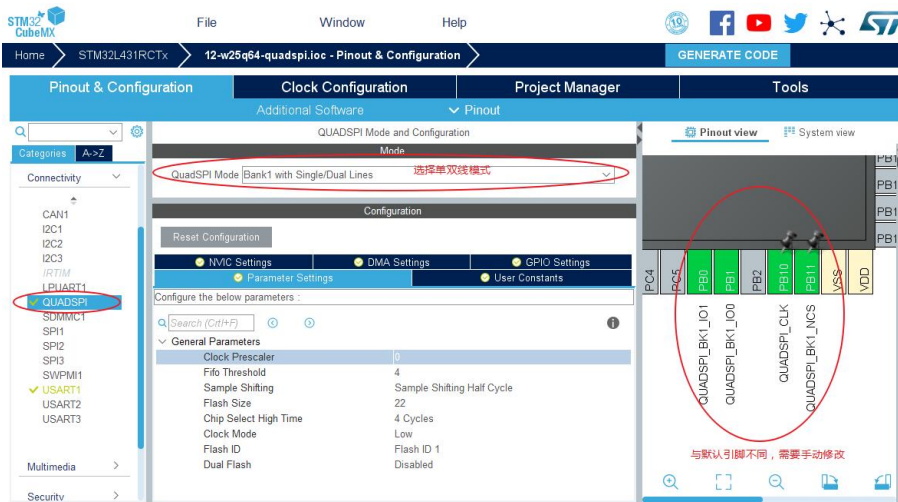 STM32
CubeMX
File Window Help
10
Home STM32L431RCTx 12-w25q64-quadspi.ioc - Pinout & Configuration GENERATE CODE
Pinout & Configuration Clock Configuration Project Manager Tools
Additional Software Pinout
Categories A->Z
Connectivity
CAN1
I2C1
I2C2
I2C3
IRTIM
LPUART1
QUADSPI
SDMMC1
SPI1
SPI2
SPI3
SWPMI1
USART1
USART2
USART3
Multimedia
Security
QUADSPI Mode and Configuration
Mode
QuadSPI Mode Bank1 with Single/Dual Lines 选择单双线模式
Configuration
Reset Configuration
NVIC Settings DMA Settings GPIO Settings
Parameter Settings User Constants
Configure the below parameters :
Search (Crtl+F)
General Parameters
Clock Prescaler 0
Fifo Threshold 4
Sample Shifting Sample Shifting Half Cycle
Flash Size 22
Chip Select High Time 4 Cycles
Clock Mode Low
Flash ID Flash ID 1
Dual Flash Disabled
Pinout view System view
PB1
PB1
PB1
PB1
PC4 PC5 PB0 PB1 PB2 PB10 PB11 VSS VDD
QUADSPI_BK1_IO1
QUADSPI_BK1_IO0
QUADSPI_CLK
QUADSPI_BK1_NCS
与默认引脚不同，需要手动修改